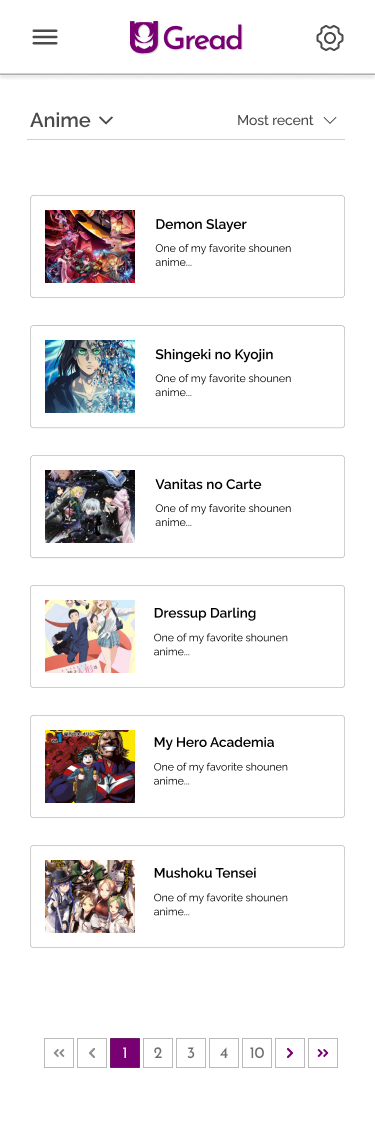 Gread
Anime
Most recent
Demon Slayer
One of my favorite shounen
anime...
Shingeki no Kyojin
One of my favorite shounen
anime...
Vanitas no Carte
One of my favorite shounen
anime...
Dressup Darling
One of my favorite shounen
anime...
My Hero Academia
One of my favorite shounen
anime...
Mushoku Tensei
One of my favorite shounen
anime...
« < 1 2 3 4 10 > »